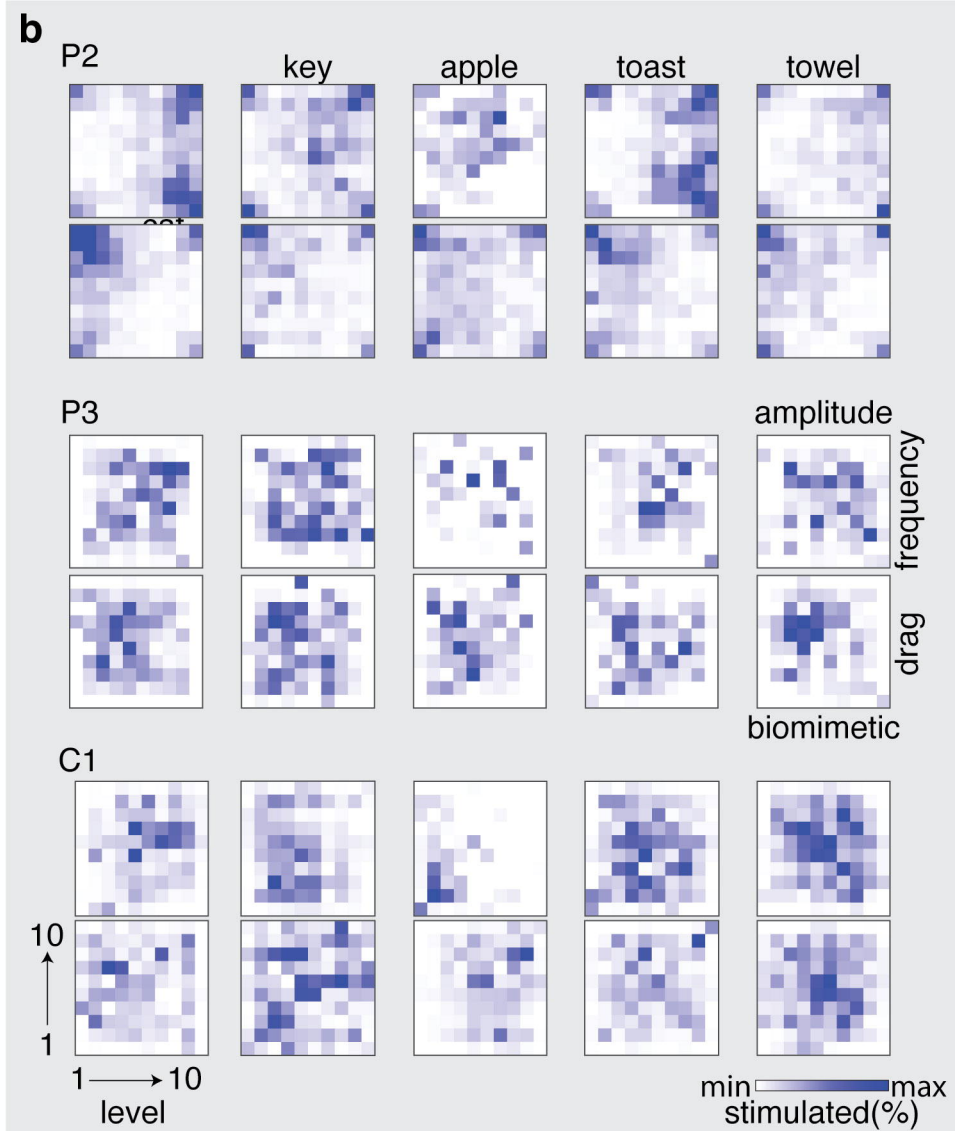 b
P2
key
apple
toast
towel
P3
amplitude
frequency
drag
biomimetic
C1
10
1
1
10
level
min
max
stimulated(%)